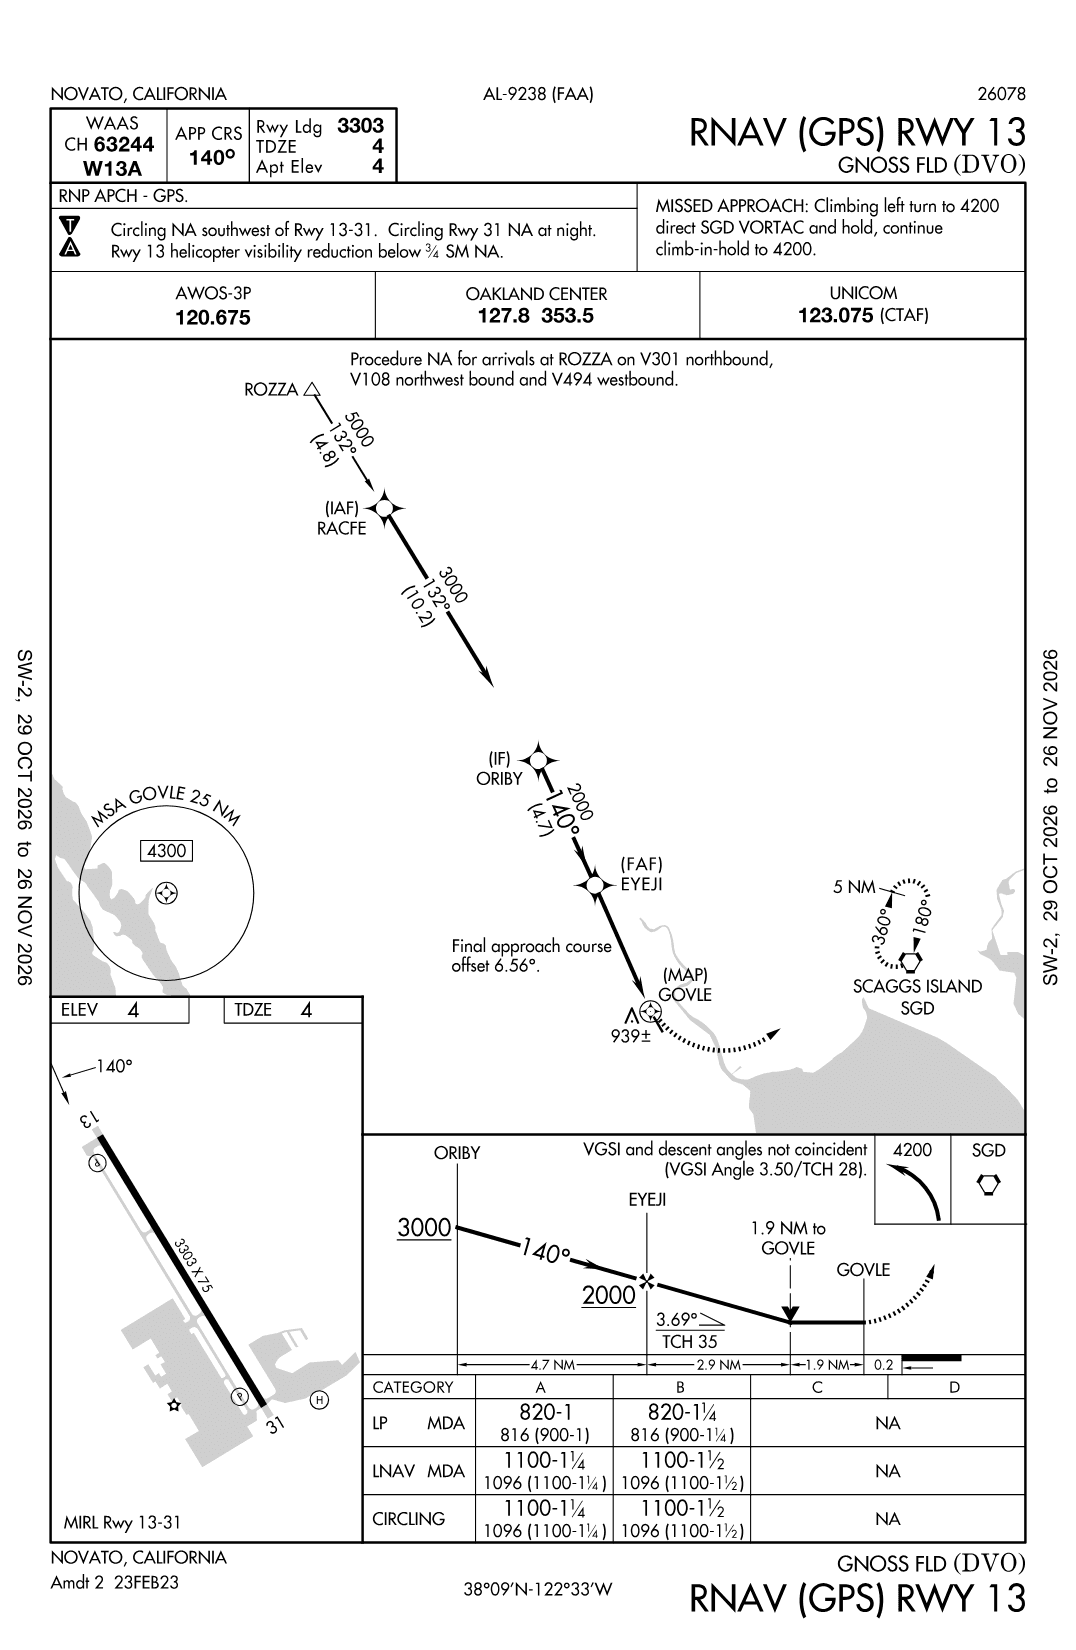 NOVATO, CALIFORNIA
AL-9238 (FAA)
26078
WAAS
CH 63244
W13A
APP CRS
140°
Rwy Ldg 3303
TDZE 4
Apt Elev 4
RNAV (GPS) RWY 13
GNOSS FLD (DVO)
RNP APCH - GPS.
T
A
Circling NA southwest of Rwy 13-31. Circling Rwy 31 NA at night.
Rwy 13 helicopter visibility reduction below ¾ SM NA.
MISSED APPROACH: Climbing left turn to 4200
direct SGD VORTAC and hold, continue
climb-in-hold to 4200.
AWOS-3P
120.675
OAKLAND CENTER
127.8 353.5
UNICOM
123.075 (CTAF)
Procedure NA for arrivals at ROZZA on V301 northbound,
V108 northwest bound and V494 westbound.
ROZZA
5000
132°
(4.8)
(IAF)
RACFE
3000
132°
(10.2)
(IF)
ORIBY
2000
140°
(4.7)
(FAF)
EYEJI
Final approach course
offset 6.56°.
(MAP)
GOVLE
939±
5 NM
360°
180°
SCAGGS ISLAND
SGD
MSA GOVLE 25 NM
4300
SW-2, 29 OCT 2026 to 26 NOV 2026
SW-2, 29 OCT 2026 to 26 NOV 2026
ELEV 4
TDZE 4
140°
13
P
3303 X 75
P
H
31
MIRL Rwy 13-31
VGSI and descent angles not coincident
(VGSI Angle 3.50/TCH 28).
4200
SGD
ORIBY
EYEJI
1.9 NM to
GOVLE
GOVLE
3000
140°
2000
3.69°
TCH 35
4.7 NM
2.9 NM
1.9 NM
0.2
CATEGORY A B C D
LP MDA 820-1 820-1¼ NA
816 (900-1) 816 (900-1¼)
LNAV MDA 1100-1¼ 1100-1½ NA
1096 (1100-1¼) 1096 (1100-1½)
CIRCLING 1100-1¼ 1100-1½ NA
1096 (1100-1¼) 1096 (1100-1½)
NOVATO, CALIFORNIA
Amdt 2 23FEB23
38°09'N-122°33'W
GNOSS FLD (DVO)
RNAV (GPS) RWY 13